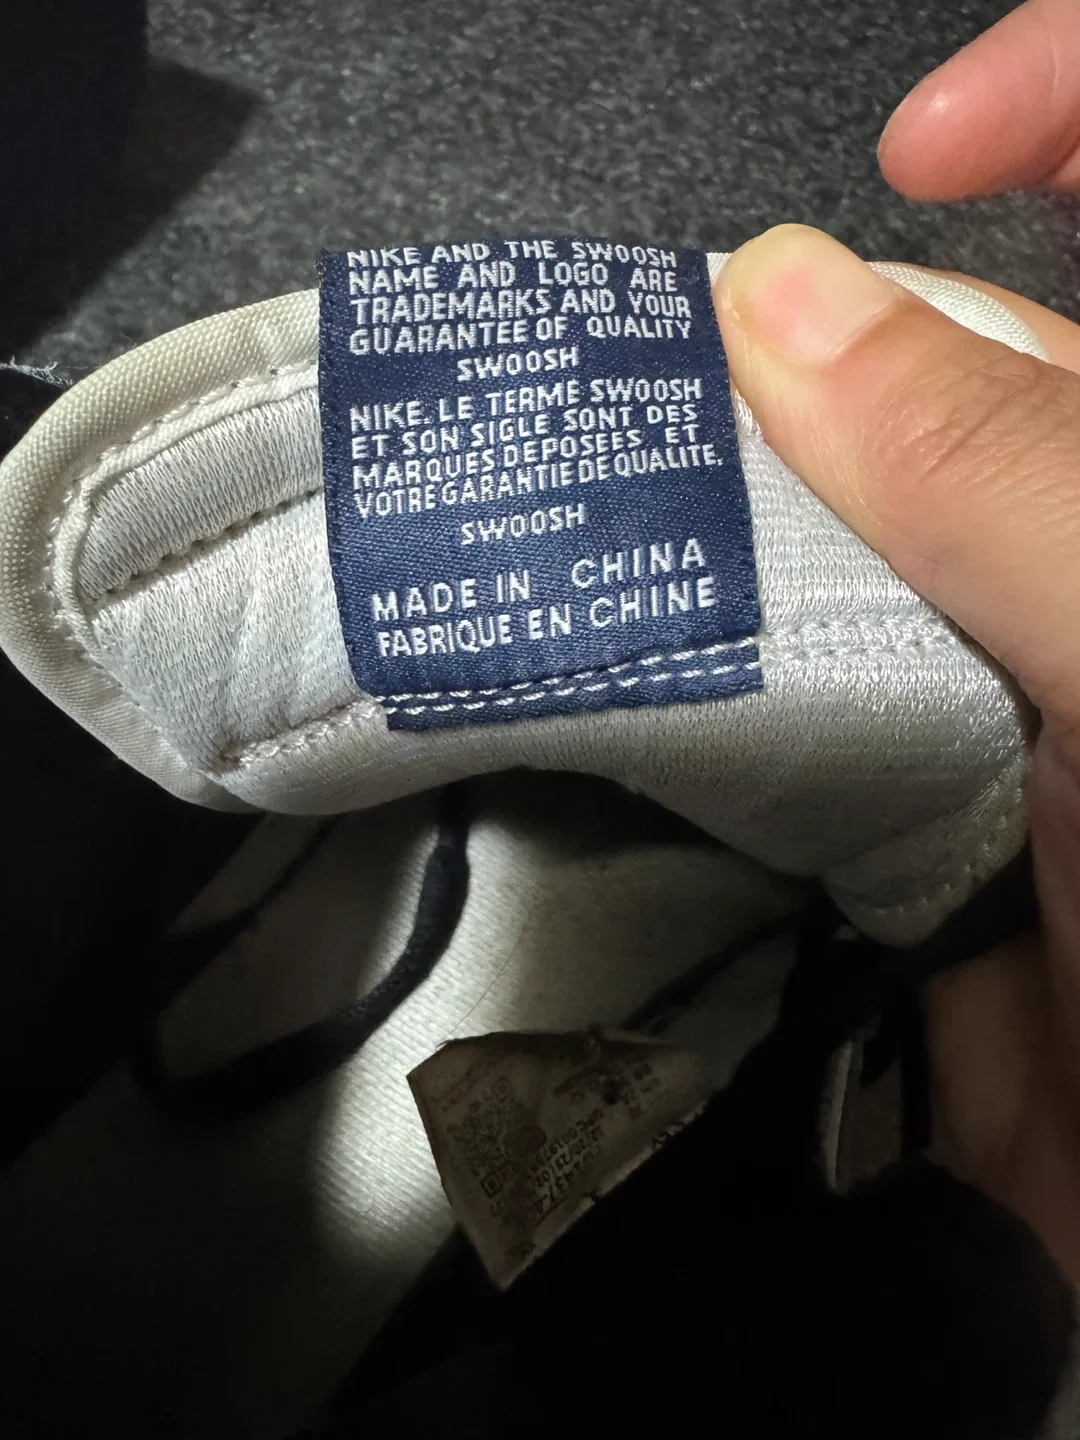 NIKE AND THE SWOOSH
NAME AND LOGO ARE
TRADEMARKS AND YOUR
GUARANTEE OF QUALITY
SWOOSH
NIKE. LE TERME SWOOSH
ET SON SIGLE SONT DES
MARQUES DEPOSEES ET
VOTRE GARANTIE DE QUALITE.
SWOOSH
MADE IN CHINA
FABRIQUE EN CHINE